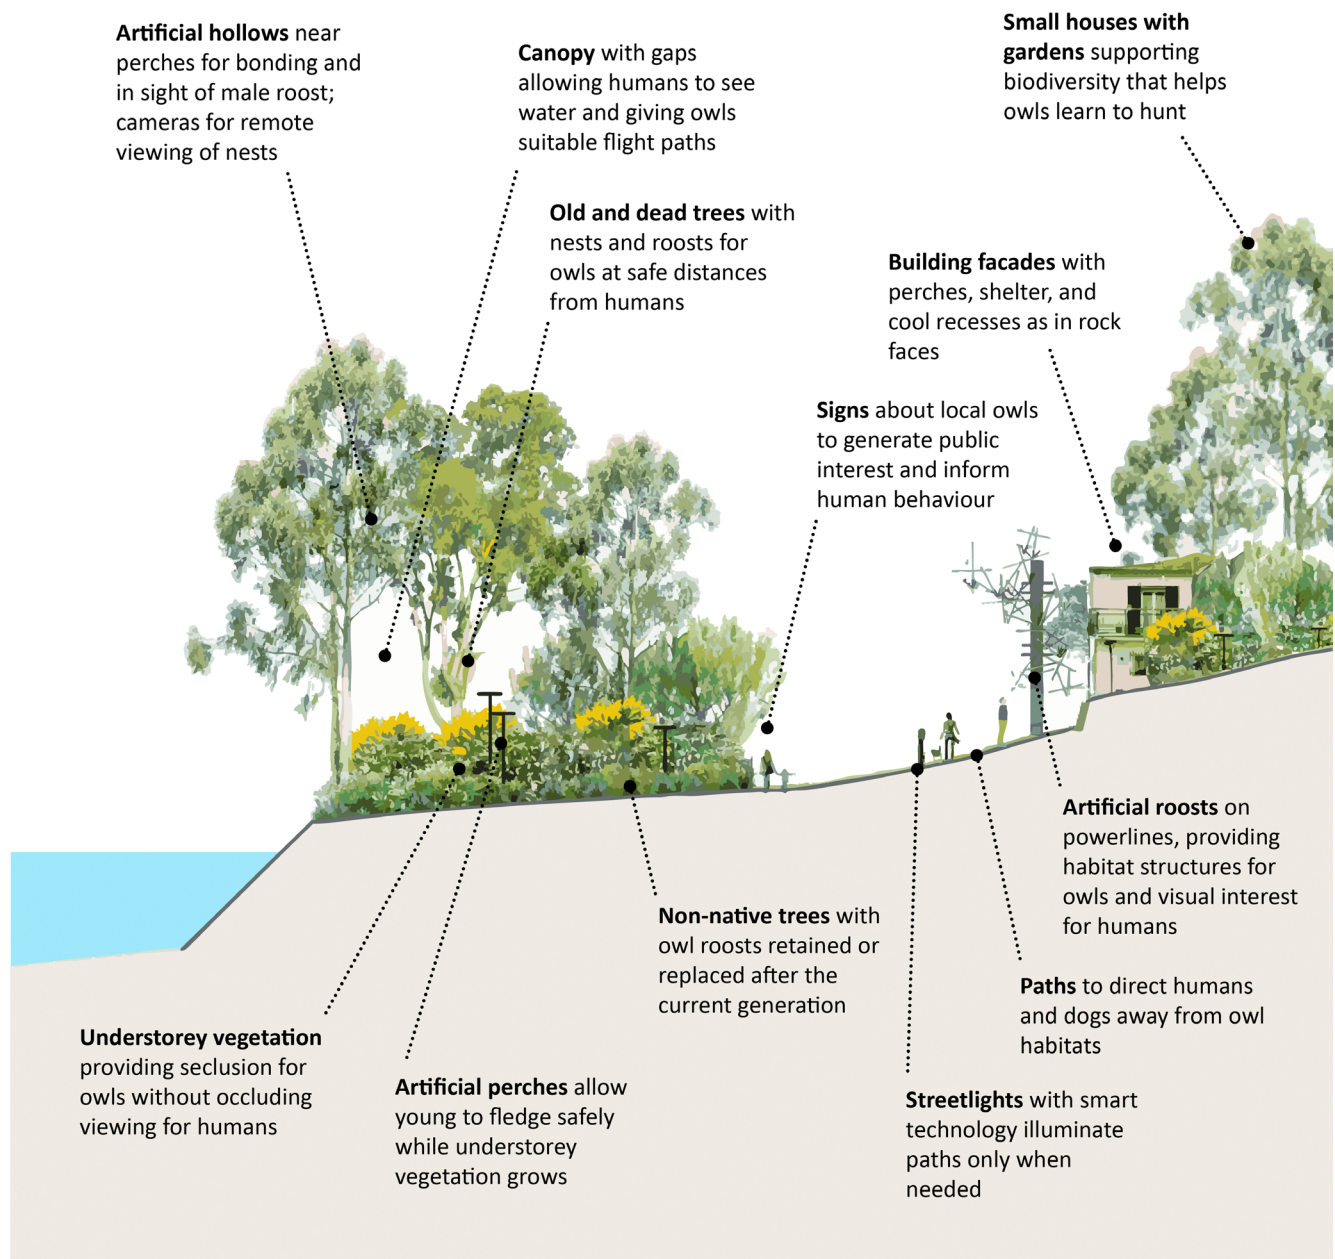 Artificial hollows near
perches for bonding and
in sight of male roost;
cameras for remote
viewing of nests
Canopy with gaps
allowing humans to see
water and giving owls
suitable flight paths
Small houses with
gardens supporting
biodiversity that helps
owls learn to hunt
Old and dead trees with
nests and roosts for
owls at safe distances
from humans
Building facades with
perches, shelter, and
cool recesses as in rock
faces
Signs about local owls
to generate public
interest and inform
human behaviour
Artificial roosts on
powerlines, providing
habitat structures for
owls and visual interest
for humans
Non-native trees with
owl roosts retained or
replaced after the
current generation
Paths to direct humans
and dogs away from owl
habitats
Understorey vegetation
providing seclusion for
owls without occluding
viewing for humans
Artificial perches allow
young to fledge safely
while understorey
vegetation grows
Streetlights with smart
technology illuminate
paths only when
needed